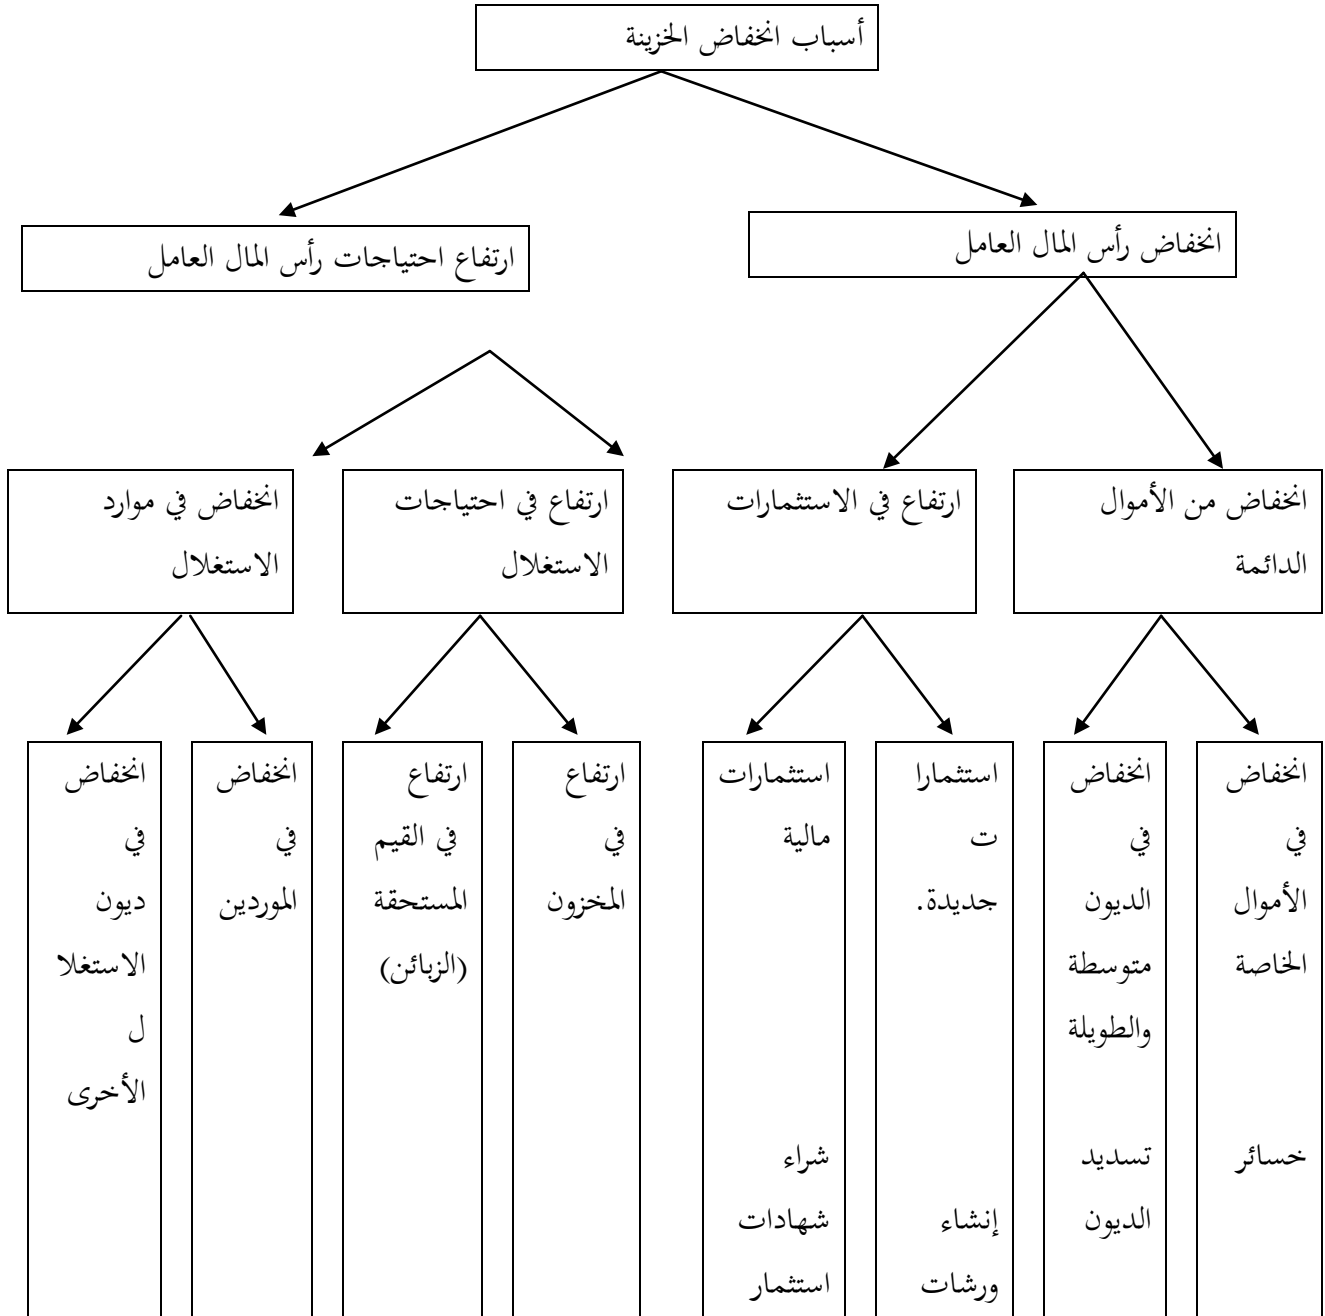 أسباب انخفاض الخزينة
انخفاض رأس المال العامل
ارتفاع احتياجات رأس المال العامل
انخفاض من الأموال
الدائمة
ارتفاع في الاستثمارات
ارتفاع في احتياجات
الاستغلال
انخفاض في موارد
الاستغلال
انخفاض
في
الأموال
الخاصة
خسائر
انخفاض
في
الديون
متوسطة
والطويلة
تسديد
الديون
استثمارا
ت
جديدة.
إنشاء
ورشات
استثمارات
مالية
شراء
شهادات
استثمار
ارتفاع
في
المخزون
ارتفاع
في القيم
المستحقة
(الزبائن)
انخفاض
في
الموردين
انخفاض
في
ديون
الاستغلا
ل
الأخرى